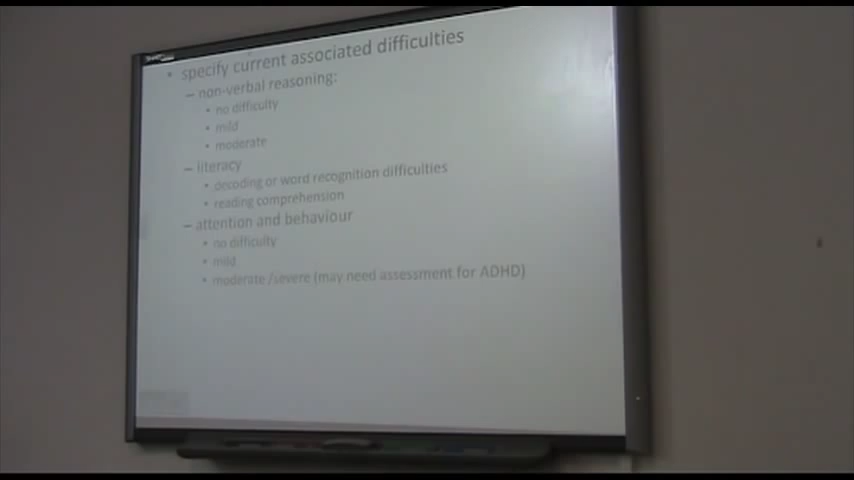 • specify current associated difficulties
– non-verbal reasoning:
• no difficulty
• mild
• moderate
– literacy
• decoding or word recognition difficulties
• reading comprehension
– attention and behaviour
• no difficulty
• mild
• moderate /severe (may need assessment for ADHD)